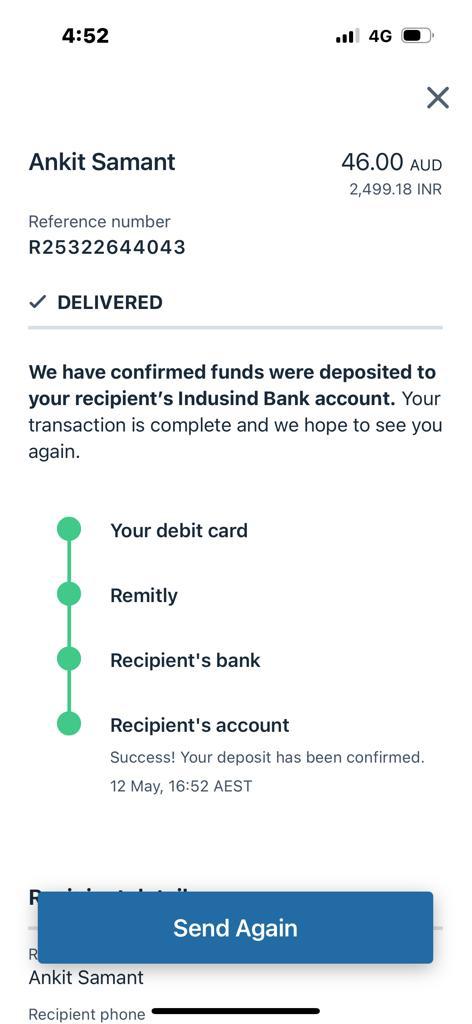 4:52
4G
Ankit Samant
46.00 AUD
2,499.18 INR
Reference number
R25322644043
DELIVERED
We have confirmed funds were deposited to
your recipient's Indusind Bank account. Your
transaction is complete and we hope to see you
again.
Your debit card
Remitly
Recipient's bank
Recipient's account
Success! Your deposit has been confirmed.
12 May, 16:52 AEST
Send Again
Ankit Samant
Recipient phone